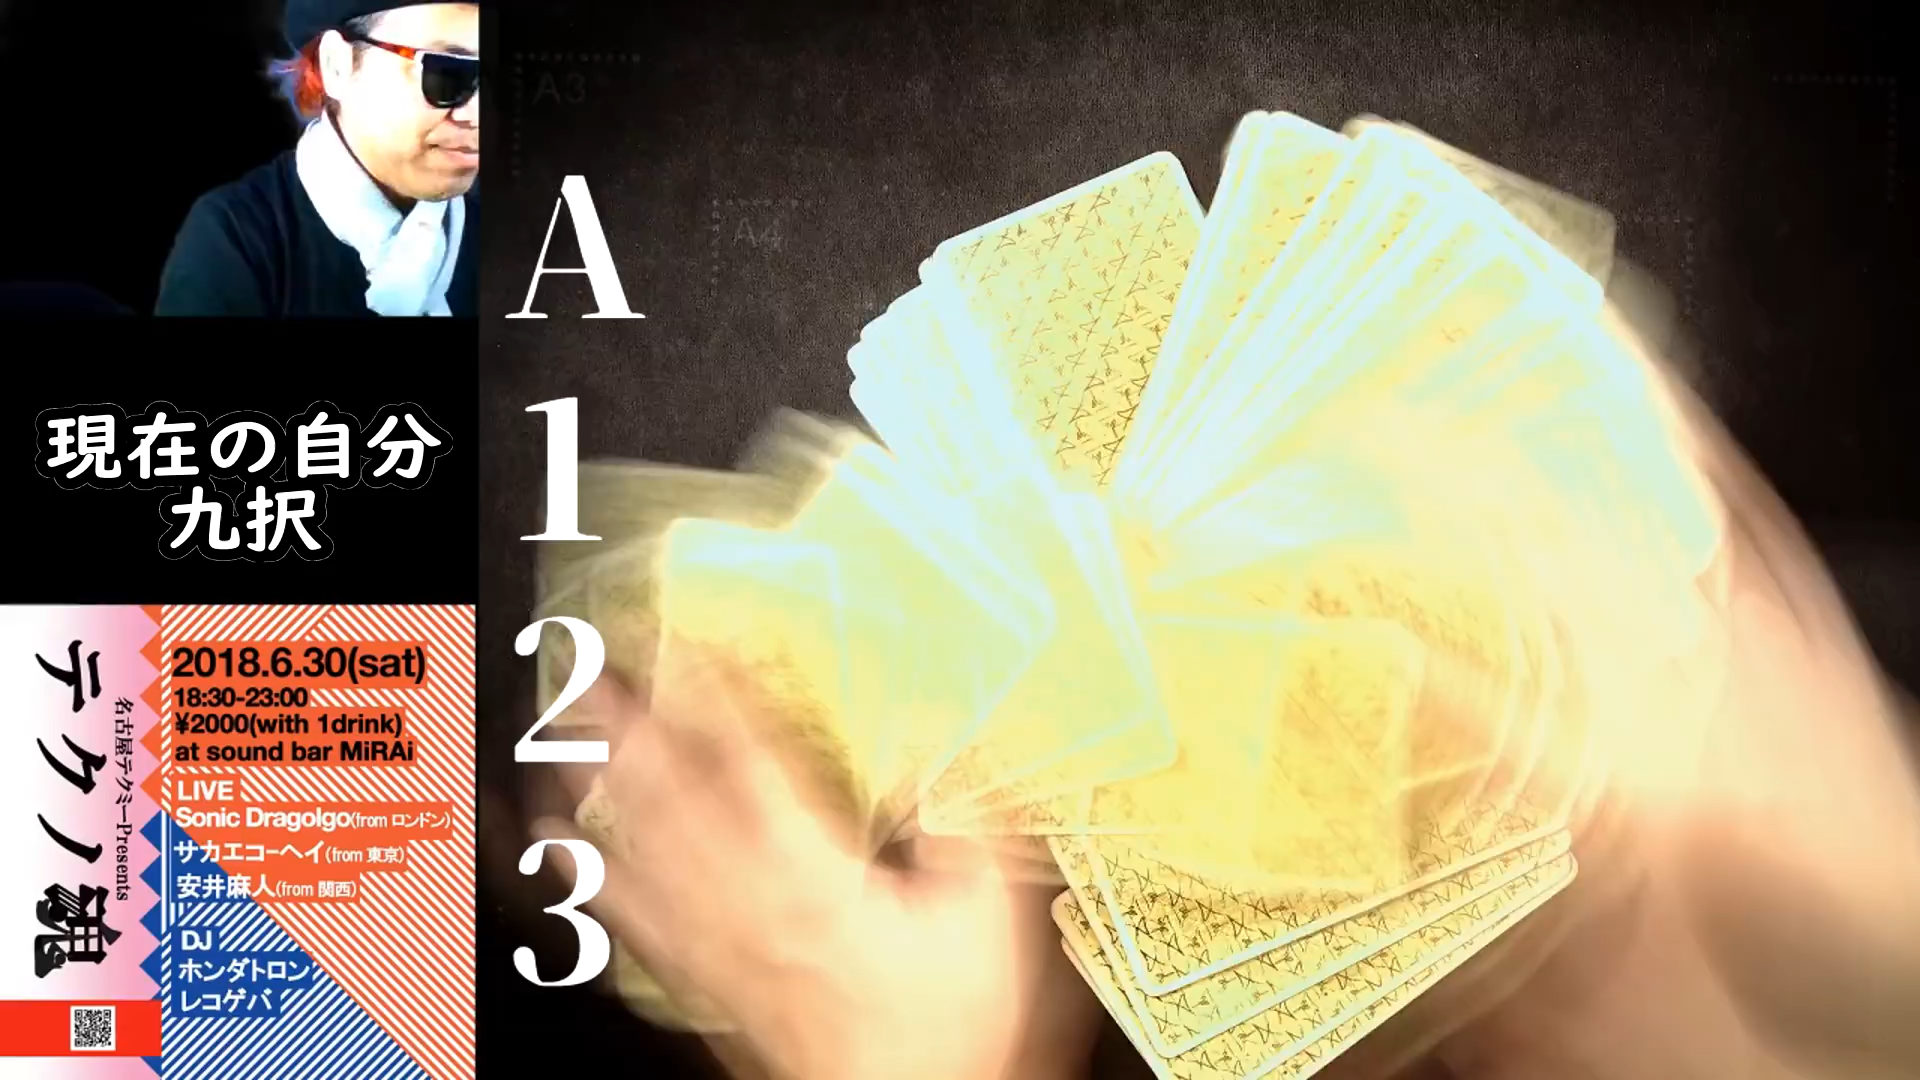 現在の自分
九択
A
1
2
3
A3
A4
テクノ魂
名古屋テクミーPresents
2018.6.30(sat)
18:30-23:00
¥2000(with 1drink)
at sound bar MiRAi
LIVE
Sonic Dragolgo(from ロンドン)
サカエコーヘイ(from 東京)
安井麻人(from 関西)
DJ
ホンダトロン
レコゲバ